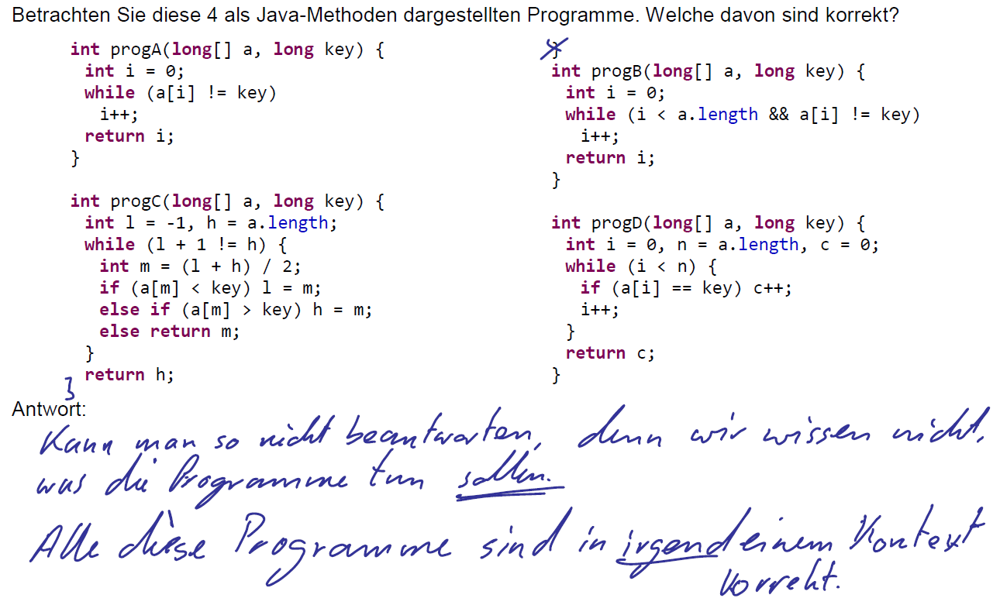 Betrachten Sie diese 4 als Java-Methoden dargestellten Programme. Welche davon sind korrekt?
int progA(long[] a, long key) {
int i = 0;
while (a[i] != key)
i++;
return i;
}
int progC(long[] a, long key) {
int l = -1, h = a.length;
while (l + 1 != h) {
int m = (l + h) / 2;
if (a[m] < key) l = m;
else if (a[m] > key) h = m;
else return m;
}
return h;
}
}
int progB(long[] a, long key) {
int i = 0;
while (i < a.length && a[i] != key)
i++;
return i;
}
int progD(long[] a, long key) {
int i = 0, n = a.length, c = 0;
while (i < n) {
if (a[i] == key) c++;
i++;
}
return c;
}
Antwort:
Kann man so nicht beantworten, denn wir wissen nicht,
was die Programme tun sollen.
Alle diese Programme sind in irgendeinem Kontext
korrekt.